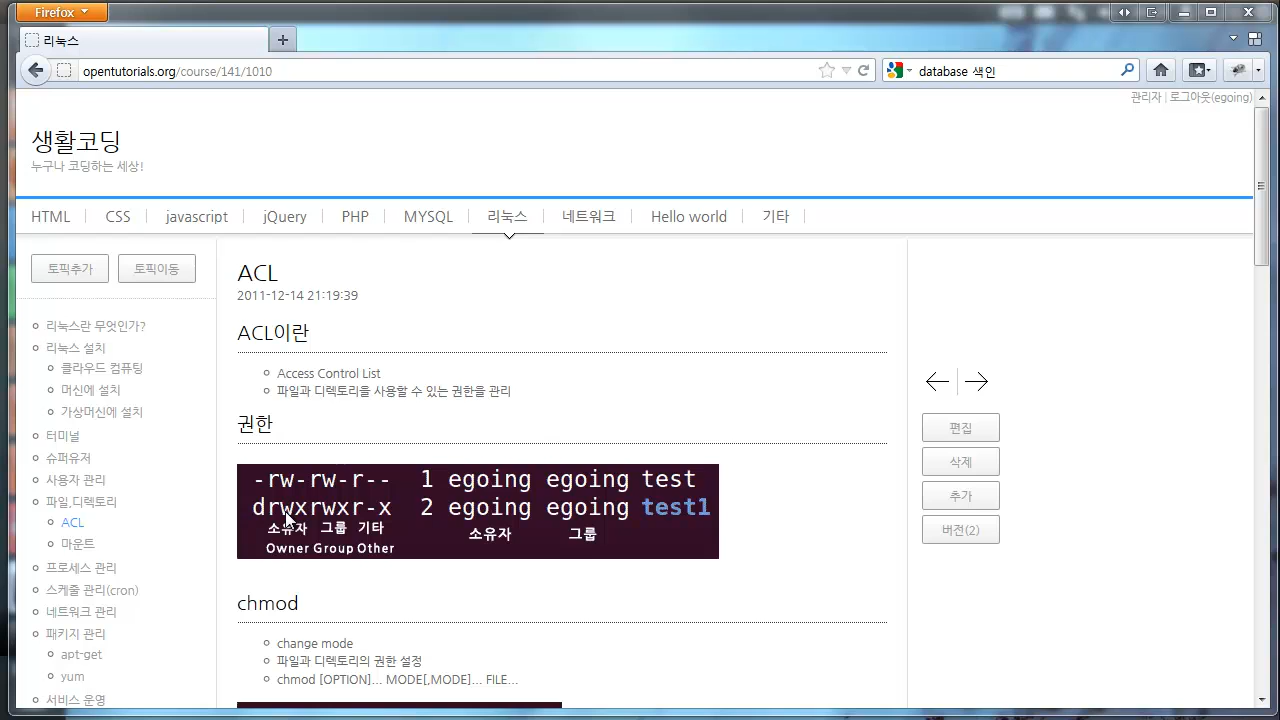 Firefox
리눅스
opentutorials.org/course/141/1010
database 색인
관리자 | 로그아웃(egoing)
생활코딩
누구나 코딩하는 세상!
HTML CSS javascript jQuery PHP MYSQL 리눅스 네트워크 Hello world 기타
토픽추가 토픽이동
리눅스란 무엇인가?
리눅스 설치
클라우드 컴퓨팅
머신에 설치
가상머신에 설치
터미널
슈퍼유저
사용자 관리
파일,디렉토리
ACL
마운트
프로세스 관리
스케줄 관리(cron)
네트워크 관리
패키지 관리
apt-get
yum
서비스 운영
ACL
2011-12-14 21:19:39
ACL이란
Access Control List
파일과 디렉토리를 사용할 수 있는 권한을 관리
권한
-rw-rw-r-- 1 egoing egoing test
drwxrwxr-x 2 egoing egoing test1
소유자 그룹 기타 소유자 그룹
Owner Group Other
chmod
change mode
파일과 디렉토리의 권한 설정
chmod [OPTION]... MODE[,MODE]... FILE...
편집
삭제
추가
버전(2)